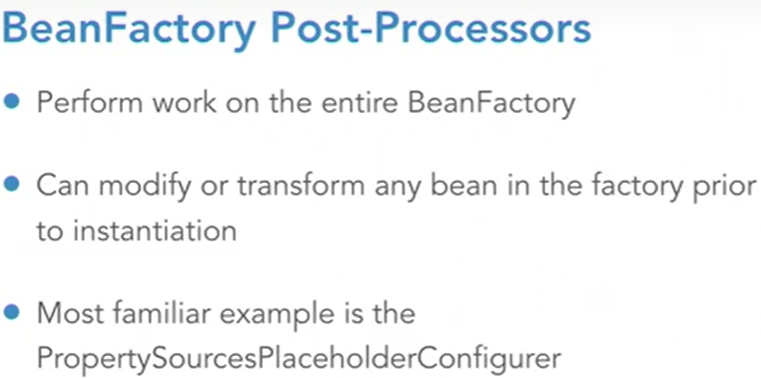 BeanFactory Post-Processors
Perform work on the entire BeanFactory
Can modify or transform any bean in the factory prior
to instantiation
Most familiar example is the
PropertySourcesPlaceholderConfigurer